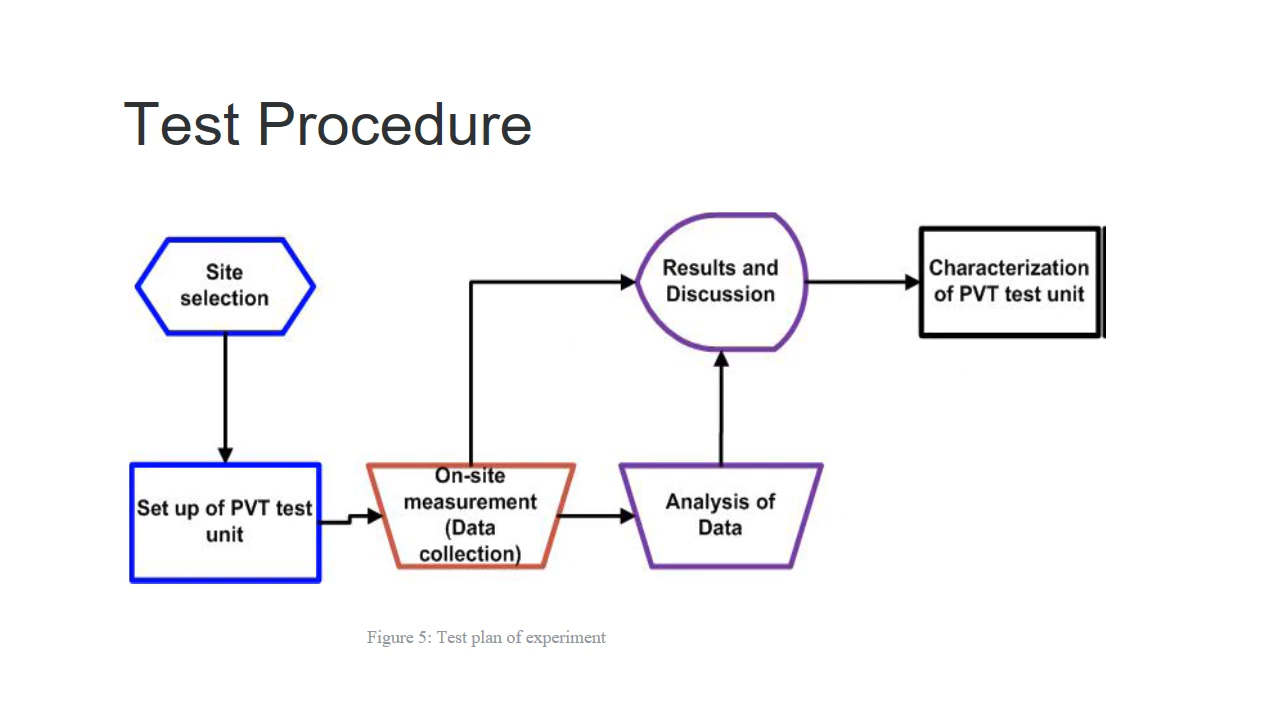 Test Procedure
Site
selection
Set up of PVT test
unit
On-site
measurement
(Data
collection)
Analysis of
Data
Results and
Discussion
Characterization
of PVT test unit
Figure 5: Test plan of experiment